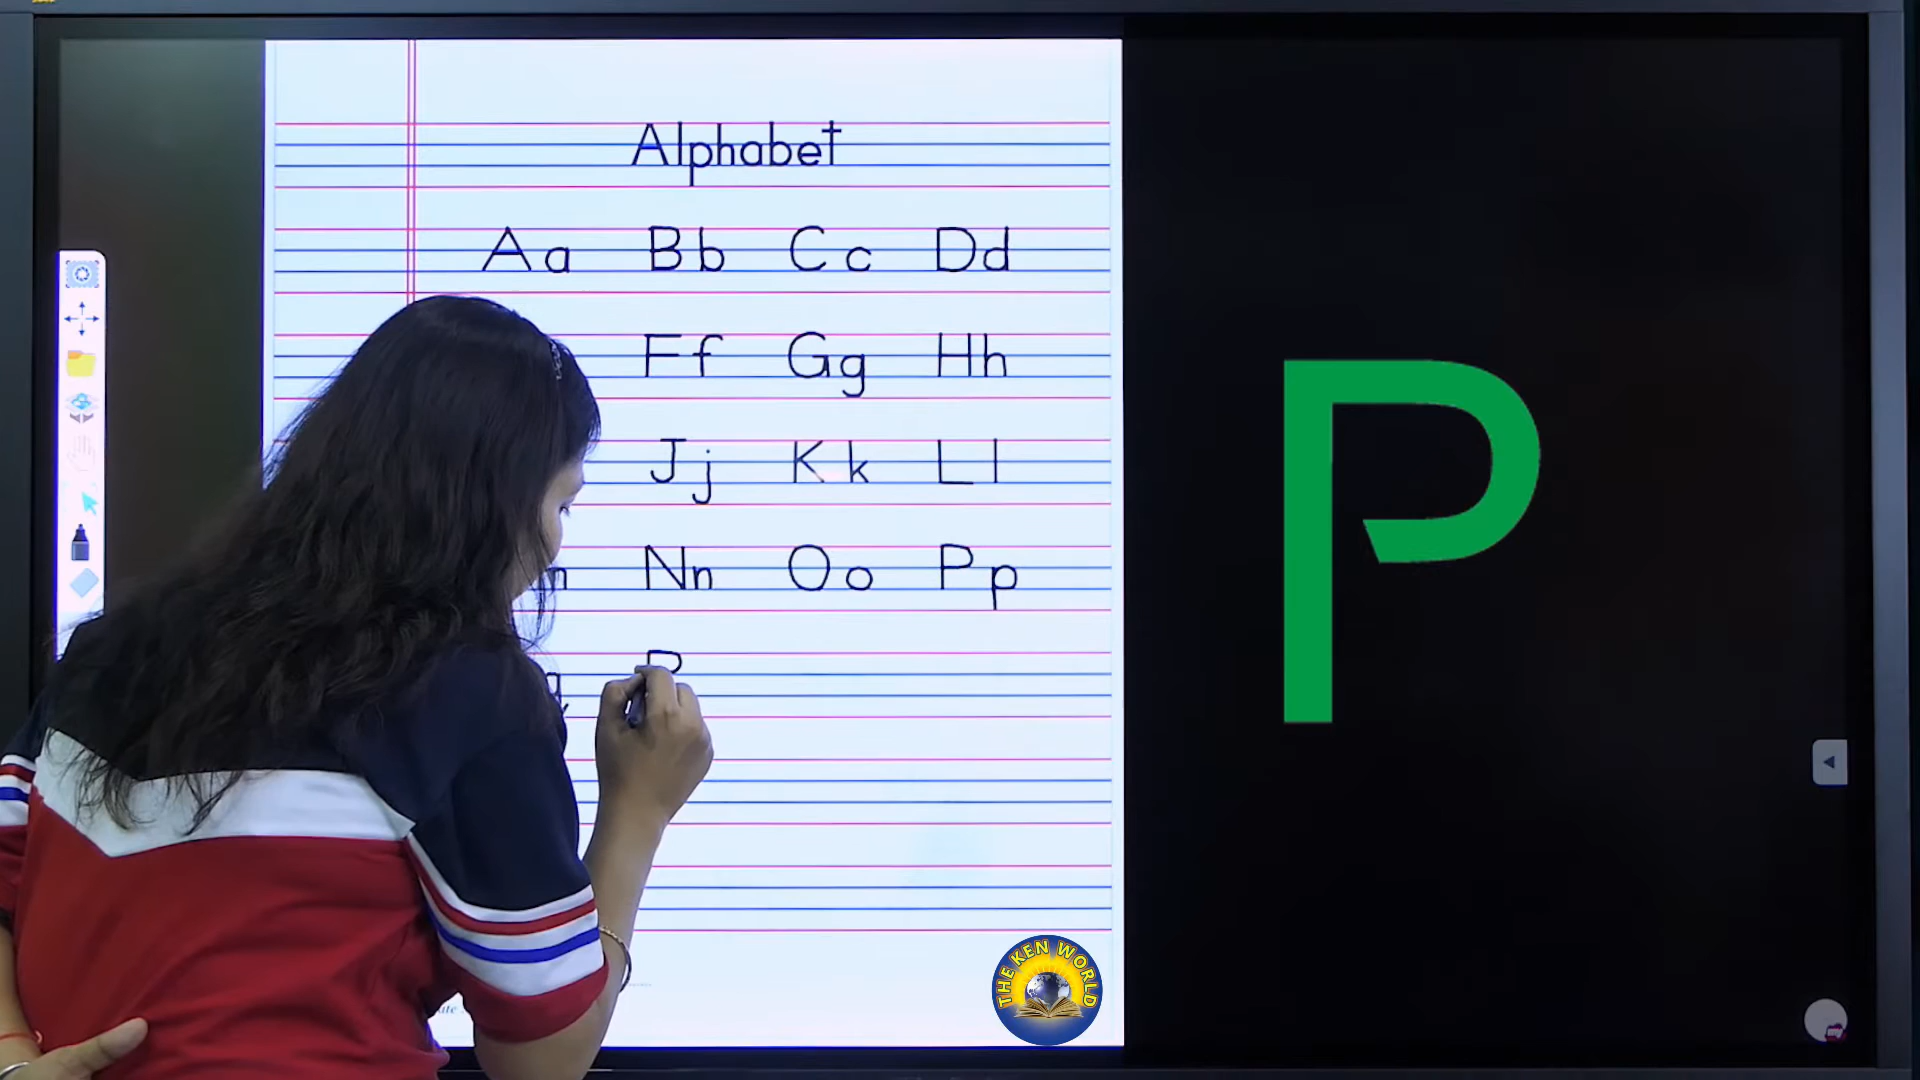 Alphabet
Aa Bb Cc Dd
Ff Gg Hh
Jj Kk Ll
Nn Oo Pp
P
THE KEN WORLD